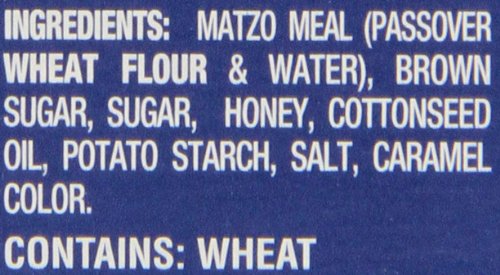 INGREDIENTS: MATZO MEAL (PASSOVER
WHEAT FLOUR & WATER), BROWN
SUGAR, SUGAR, HONEY, COTTONSEED
OIL, POTATO STARCH, SALT, CARAMEL
COLOR.
CONTAINS: WHEAT